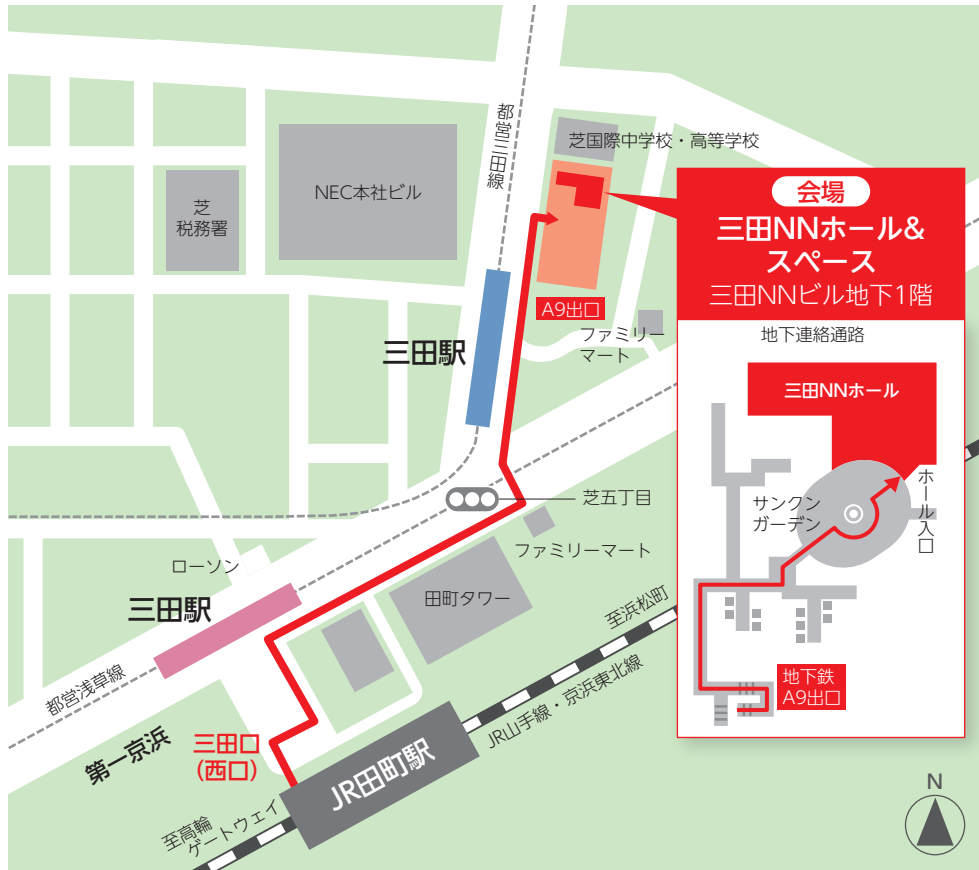 都営三田線
芝国際中学校・高等学校
NEC本社ビル
芝
税務署
会場
三田NNホール&
スペース
三田NNビル地下1階
A9出口
ファミリー
マート
三田駅
地下連絡通路
三田NNホール
サンクン
ガーデン
ホール入口
地下鉄
A9出口
芝五丁目
ファミリーマート
ローソン
三田駅
田町タワー
都営浅草線
第一京浜
至浜松町
JR山手線・京浜東北線
三田口
(西口)
JR田町駅
至高輪
ゲートウェイ
N